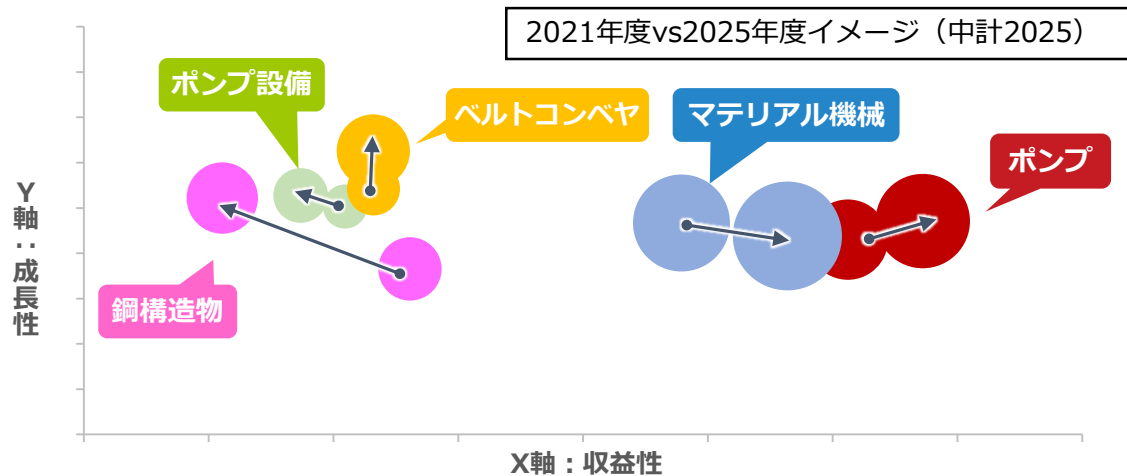 2021年度vs2025年度イメージ（中計2025）
ポンプ設備
ベルトコンベヤ
マテリアル機械
ポンプ
鋼構造物
Y軸：成長性
X軸：収益性